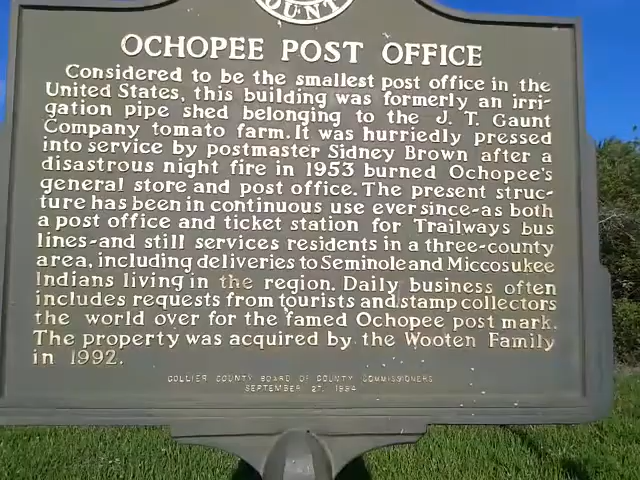 OUNT
OCHOPEE POST OFFICE
Considered to be the smallest post office in the
United States, this building was formerly an irri-
gation pipe shed belonging to the J. T. Gaunt
Company tomato farm. It was hurriedly pressed
into service by postmaster Sidney Brown after a
disastrous night fire in 1953 burned Ochopee's
general store and post office. The present struc-
ture has been in continuous use ever since-as both
a post office and ticket station for Trailways bus
lines-and still services residents in a three-county
area, including deliveries to Seminole and Miccosukee
Indians living in the region. Daily business often
includes requests from tourists and stamp collectors
the world over for the famed Ochopee post mark.
The property was acquired by the Wooten Family
in 1992.
COLLIER COUNTY BOARD OF COUNTY COMMISSIONERS
SEPTEMBER 27, 1994